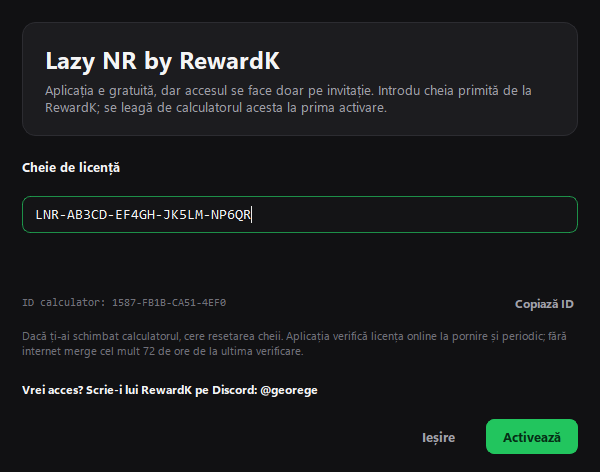 Lazy NR by RewardK
Aplicația e gratuită, dar accesul se face doar pe invitație. Introdu cheia primită de la
RewardK; se leagă de calculatorul acesta la prima activare.
Cheie de licență
LNR-AB3CD-EF4GH-JK5LM-NP6QR
ID calculator: 1587-FB1B-CA51-4EF0
Copiază ID
Dacă ți-ai schimbat calculatorul, cere resetarea cheii. Aplicația verifică licența online la pornire și periodic; fără
internet merge cel mult 72 de ore de la ultima verificare.
Vrei acces? Scrie-i lui RewardK pe Discord: @georege
Ieșire
Activează